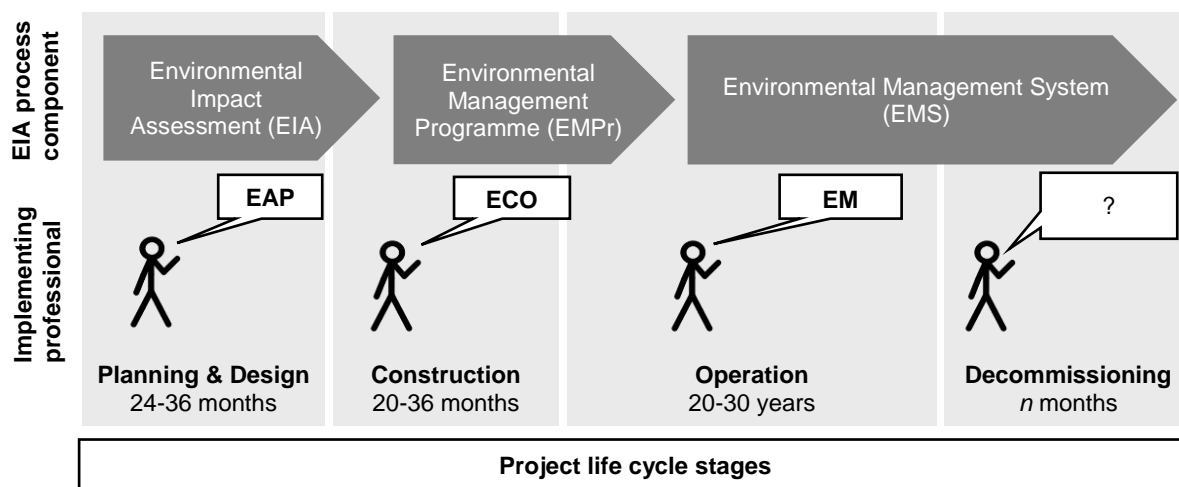 EIA process
component
Environmental
Impact
Assessment (EIA)
Environmental
Management
Programme (EMPr)
Environmental Management System
(EMS)
Implementing
professional
EAP
ECO
EM
?
Planning & Design
24-36 months
Construction
20-36 months
Operation
20-30 years
Decommissioning
n months
Project life cycle stages